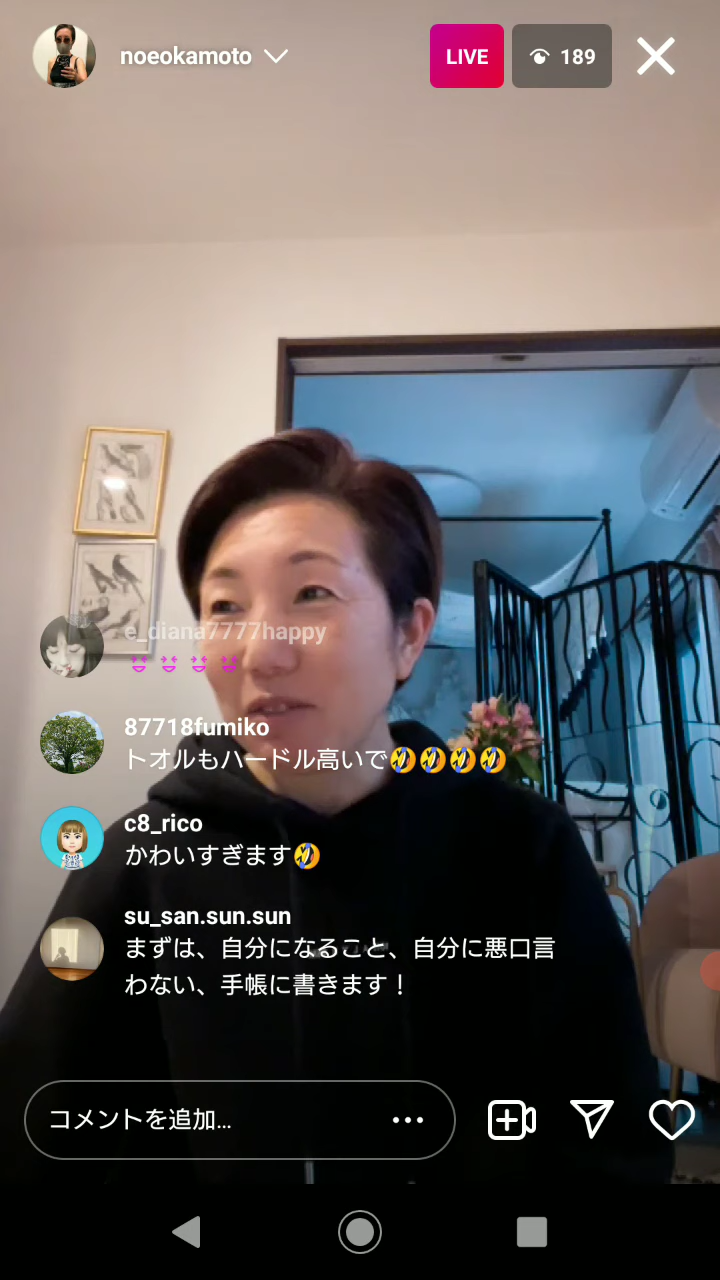 noeokamoto
LIVE
189
e_diana7777happy
87718fumiko
トオルもハードル高いで🤣🤣🤣🤣
c8_rico
かわいすぎます🤣
su_san.sun.sun
まずは、自分になること、自分に悪口言
わない、手帳に書きます！
コメントを追加...